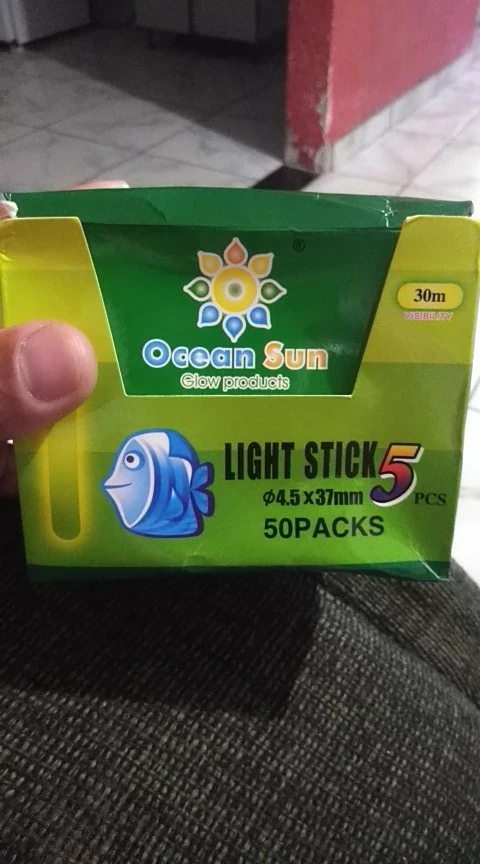 ®
Ocean Sun
Glow products
30m
VISIBILITY
LIGHT STICK 5 PCS
φ4.5x37mm
50PACKS